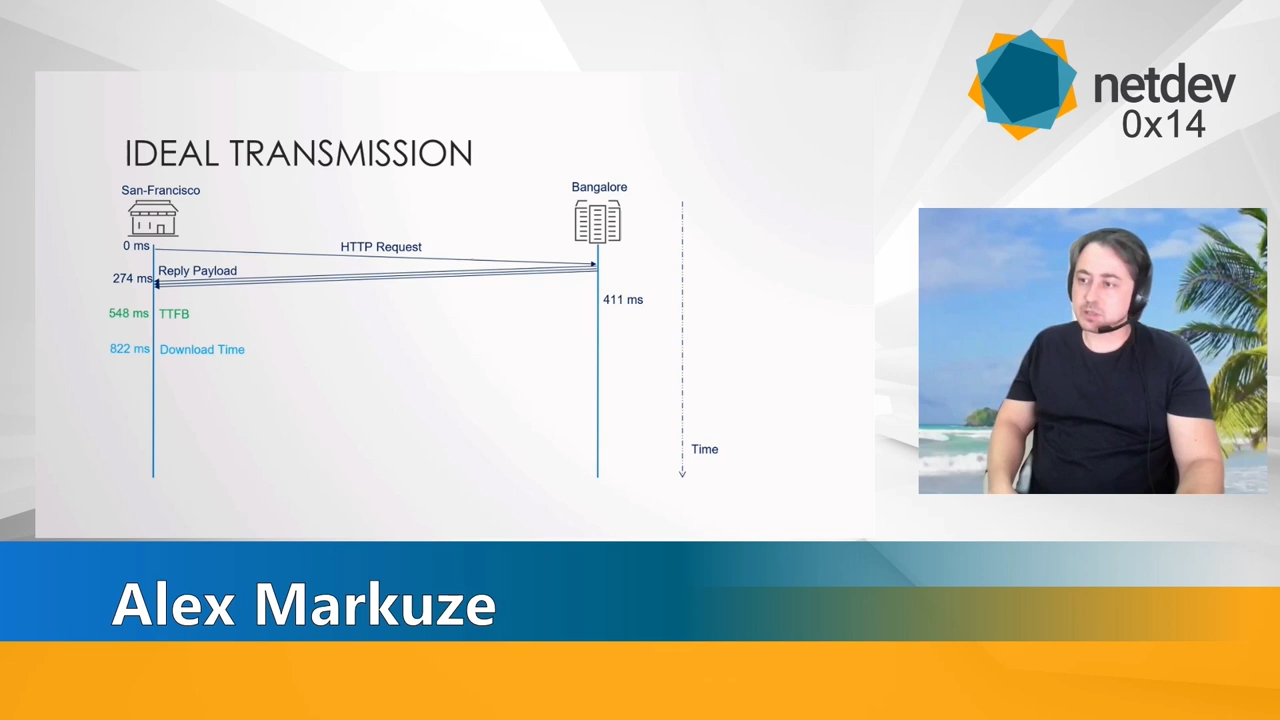 netdev
0x14
IDEAL TRANSMISSION
San-Francisco
Bangalore
0 ms
HTTP Request
Reply Payload
274 ms
411 ms
548 ms TTFB
822 ms Download Time
Time
Alex Markuze